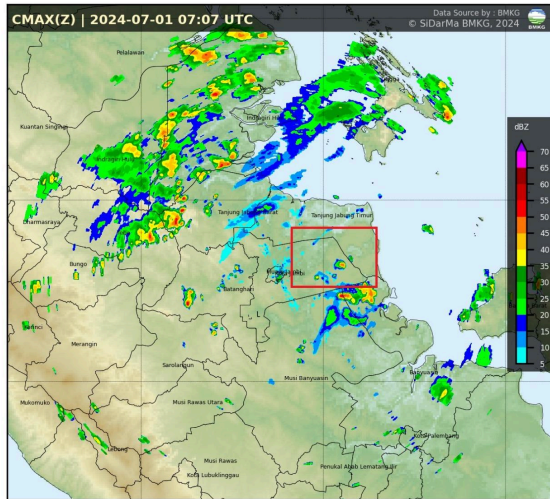 CMAX(Z) | 2024-07-01 07:07 UTC
Data Source by : BMKG
© SiDarMa BMKG, 2024
BMKG
Pelalawan
Kuantan Singingi
Indragiri Hulu
Dharmasraya
Tanjung Jabung Barat
Tanjung Jabung Timur
Bungo
Batanghari
Merangin
Sarolangun
Musi Banyuasin
Mukomuko
Musi Rawas Utara
Musi Rawas
Kota Lubuklinggau
Kota Palembang
Penukal Abab Lematang Ilir
dBZ
70
65
60
55
50
45
40
35
30
25
20
15
10
5